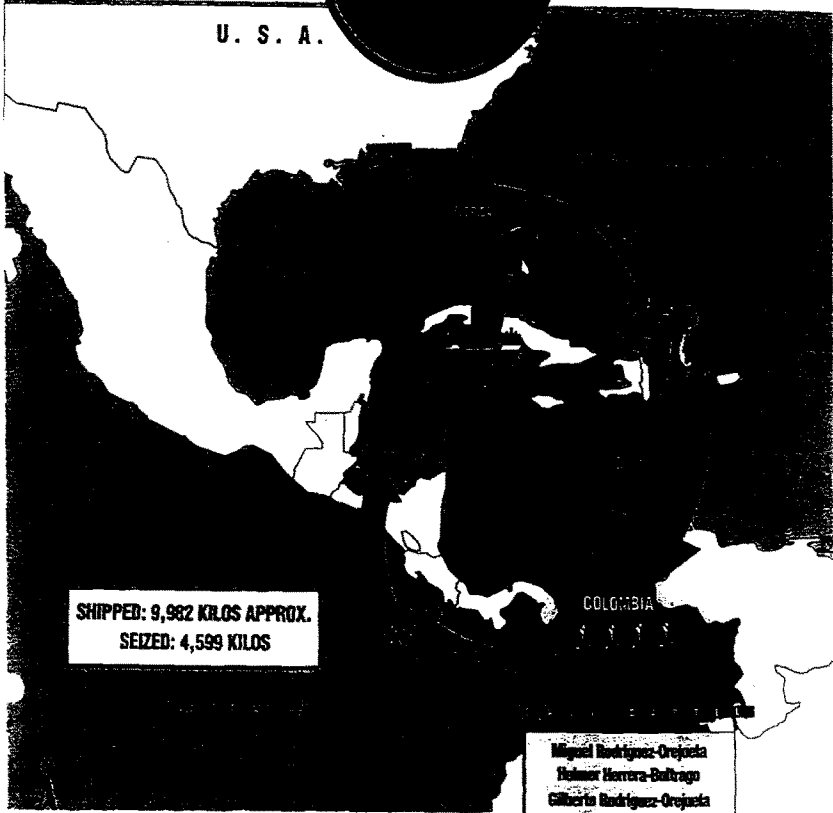 U. S. A.
SHIPPED: 9,982 KILOS APPROX.
SEIZED: 4,599 KILOS
COLOMBIA
Miguel Rodriguez-Orejuela
Helmer Herrera-Buitrago
Gilberto Rodriguez-Orejuela